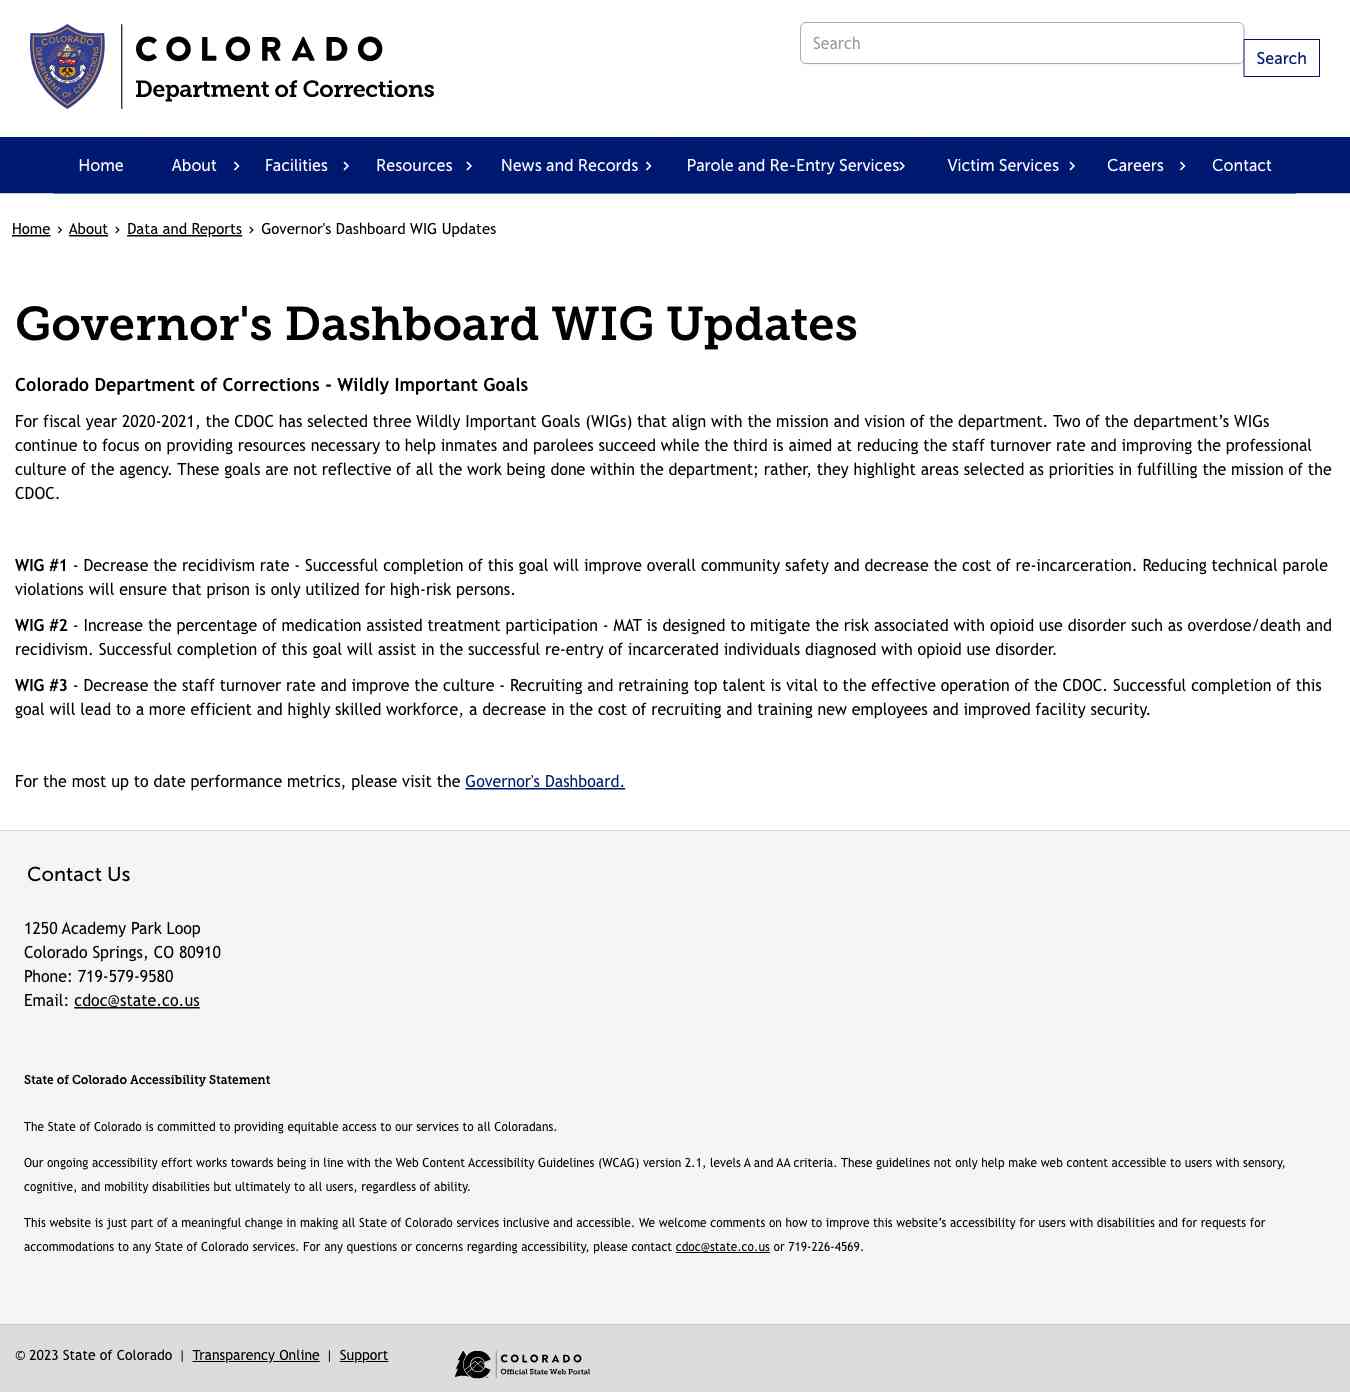 COLORADO
Department of Corrections
Search
Search
Home About Facilities Resources News and Records Parole and Re-Entry Services Victim Services Careers Contact
Home › About › Data and Reports › Governor's Dashboard WIG Updates
Governor's Dashboard WIG Updates
Colorado Department of Corrections - Wildly Important Goals
For fiscal year 2020-2021, the CDOC has selected three Wildly Important Goals (WIGs) that align with the mission and vision of the department. Two of the department’s WIGs
continue to focus on providing resources necessary to help inmates and parolees succeed while the third is aimed at reducing the staff turnover rate and improving the professional
culture of the agency. These goals are not reflective of all the work being done within the department; rather, they highlight areas selected as priorities in fulfilling the mission of the
CDOC.
WIG #1 - Decrease the recidivism rate - Successful completion of this goal will improve overall community safety and decrease the cost of re-incarceration. Reducing technical parole
violations will ensure that prison is only utilized for high-risk persons.
WIG #2 - Increase the percentage of medication assisted treatment participation - MAT is designed to mitigate the risk associated with opioid use disorder such as overdose/death and
recidivism. Successful completion of this goal will assist in the successful re-entry of incarcerated individuals diagnosed with opioid use disorder.
WIG #3 - Decrease the staff turnover rate and improve the culture - Recruiting and retraining top talent is vital to the effective operation of the CDOC. Successful completion of this
goal will lead to a more efficient and highly skilled workforce, a decrease in the cost of recruiting and training new employees and improved facility security.
For the most up to date performance metrics, please visit the Governor's Dashboard.
Contact Us
1250 Academy Park Loop
Colorado Springs, CO 80910
Phone: 719-579-9580
Email: cdoc@state.co.us
State of Colorado Accessibility Statement
The State of Colorado is committed to providing equitable access to our services to all Coloradans.
Our ongoing accessibility effort works towards being in line with the Web Content Accessibility Guidelines (WCAG) version 2.1, levels A and AA criteria. These guidelines not only help make web content accessible to users with sensory,
cognitive, and mobility disabilities but ultimately to all users, regardless of ability.
This website is just part of a meaningful change in making all State of Colorado services inclusive and accessible. We welcome comments on how to improve this website’s accessibility for users with disabilities and for requests for
accommodations to any State of Colorado services. For any questions or concerns regarding accessibility, please contact cdoc@state.co.us or 719-226-4569.
© 2023 State of Colorado | Transparency Online | Support
COLORADO
Official State Web Portal